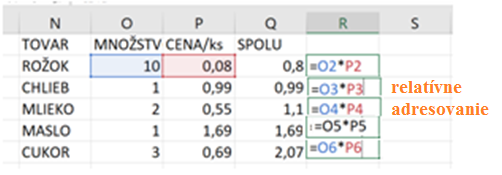 N O P Q R S
TOVAR MNOŽSTV CENA/ks SPOLU
ROŽOK 10 0,08 0,8 =O2*P2
CHLIEB 1 0,99 0,99 =O3*P3 relatívne
MLIEKO 2 0,55 1,1 =O4*P4 adresovanie
MASLO 1 1,69 1,69 :=O5*P5
CUKOR 3 0,69 2,07 =O6*P6